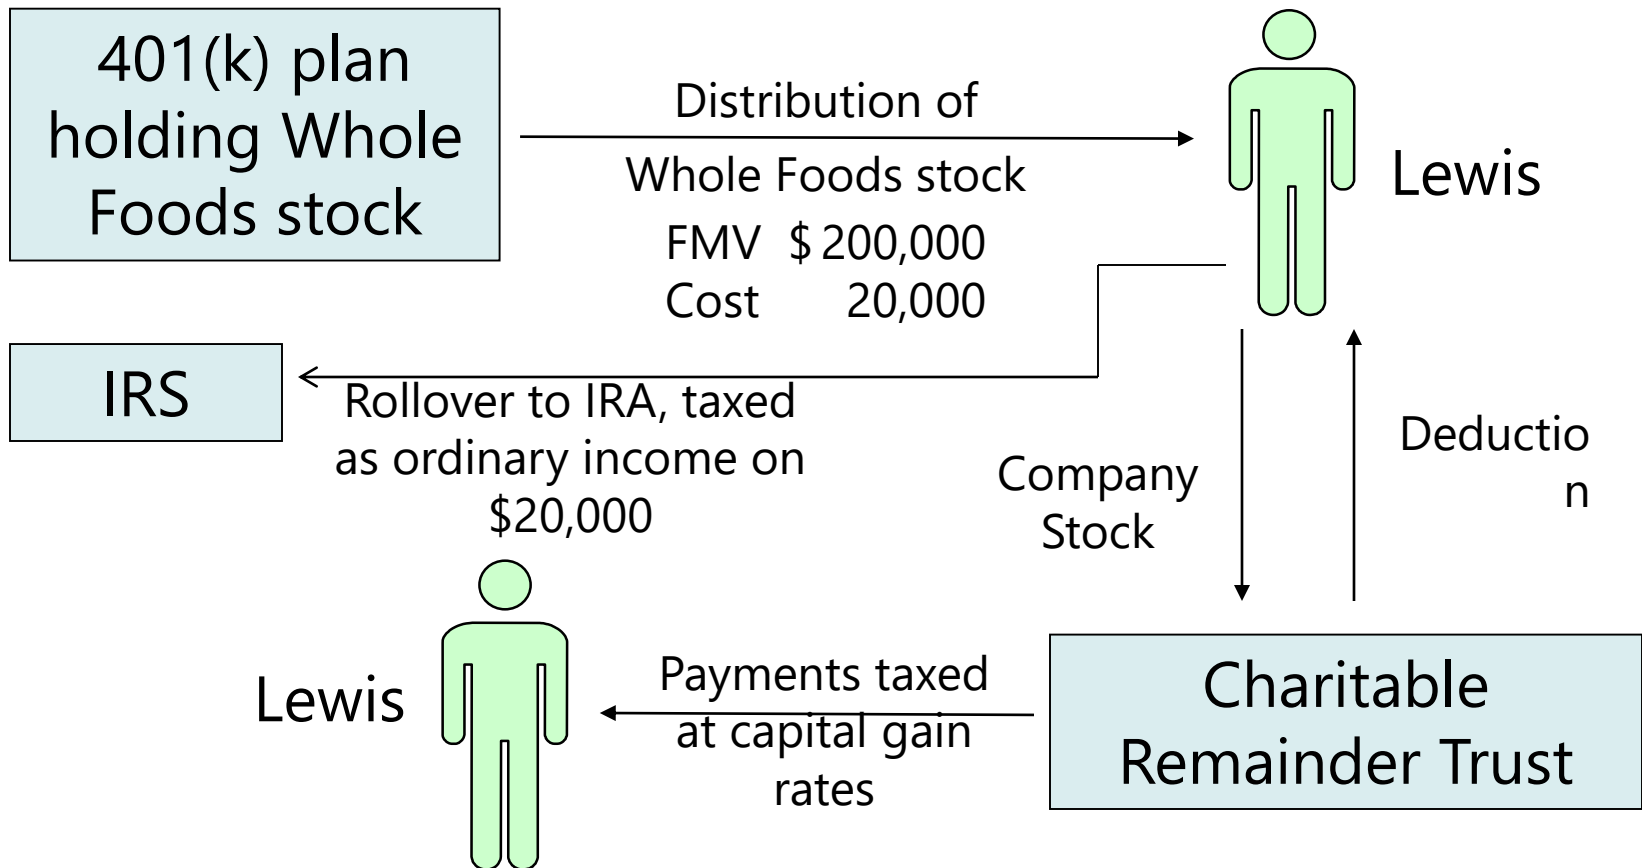 401(k) plan
holding Whole
Foods stock
Distribution of
Whole Foods stock
FMV $ 200,000
Cost 20,000
Lewis
IRS
Rollover to IRA, taxed
as ordinary income on
$20,000
Company
Stock
Deductio
n
Lewis
Payments taxed
at capital gain
rates
Charitable
Remainder Trust